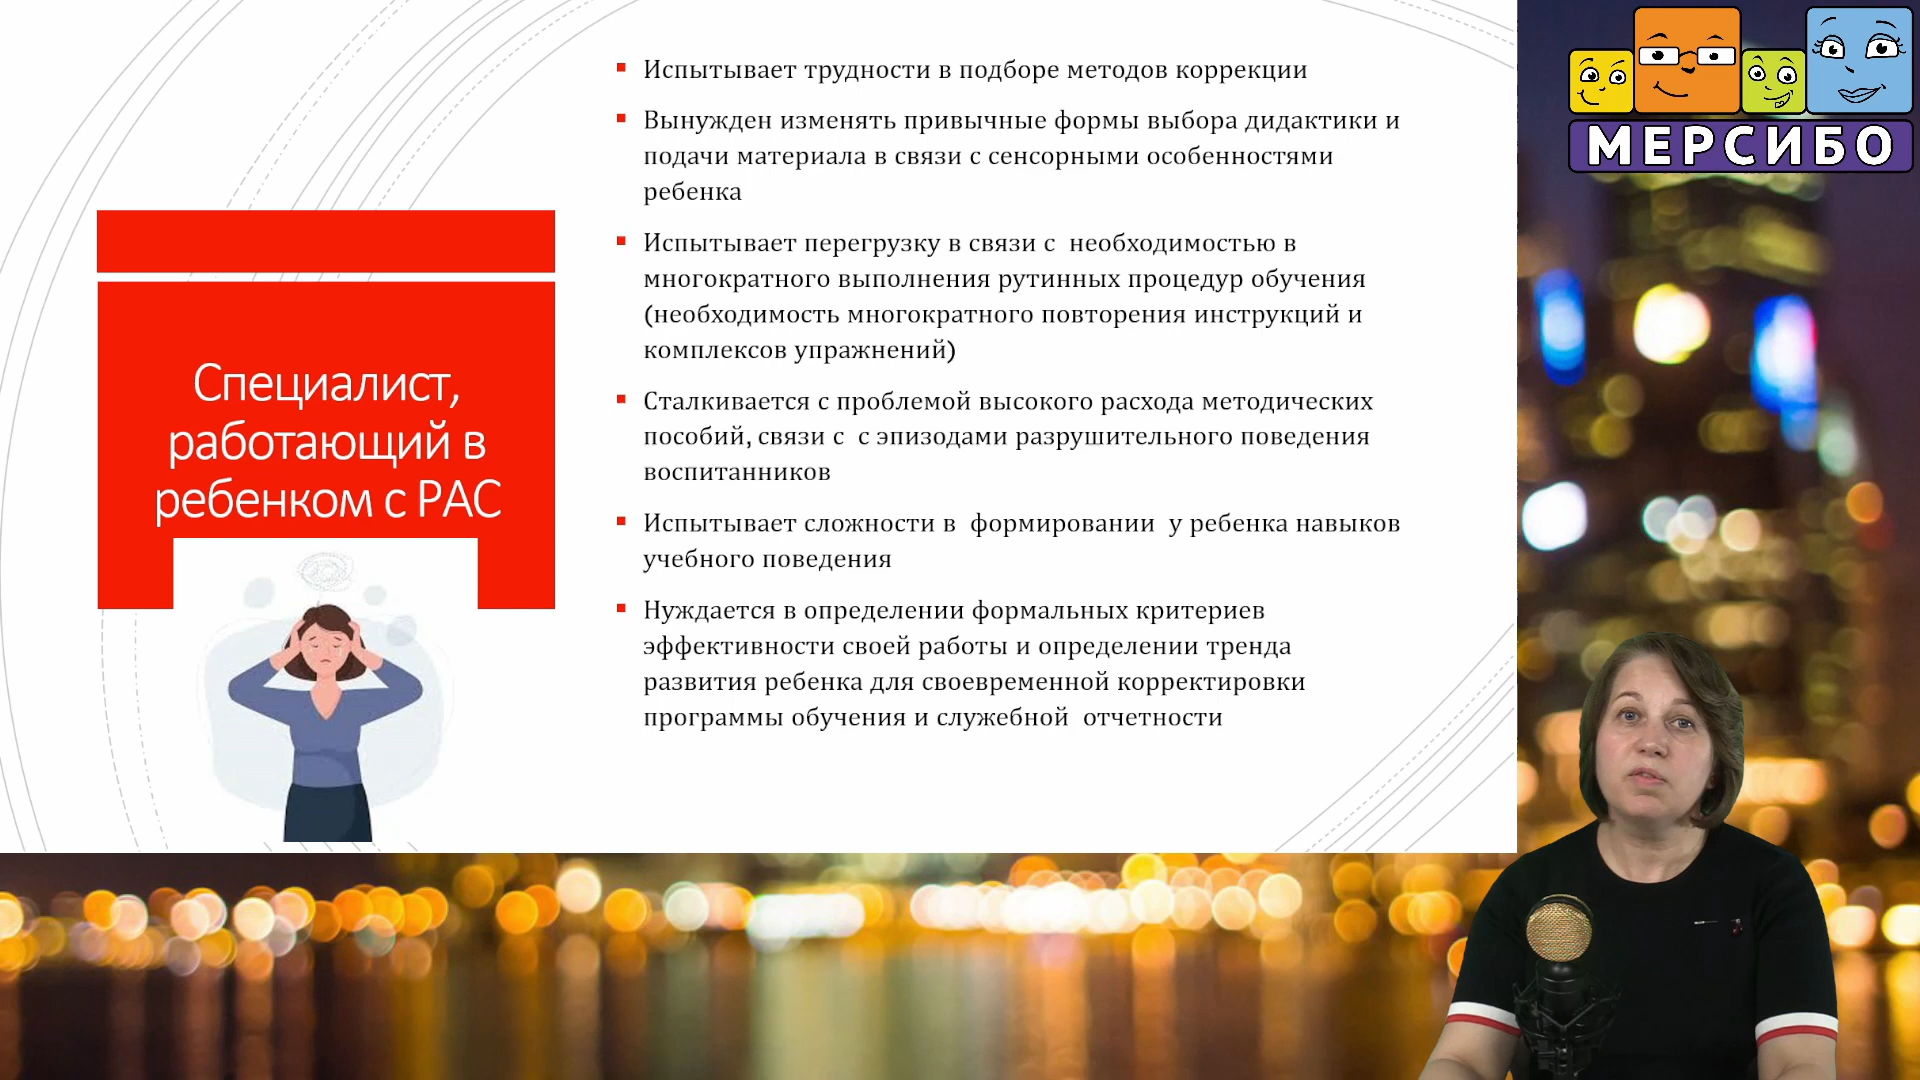 Специалист,
работающий в
ребенком с РАС
Испытывает трудности в подборе методов коррекции
Вынужден изменять привычные формы выбора дидактики и
подачи материала в связи с сенсорными особенностями
ребенка
Испытывает перегрузку в связи с необходимостью в
многократного выполнения рутинных процедур обучения
(необходимость многократного повторения инструкций и
комплексов упражнений)
Сталкивается с проблемой высокого расхода методических
пособий, связи с с эпизодами разрушительного поведения
воспитанников
Испытывает сложности в формировании у ребенка навыков
учебного поведения
Нуждается в определении формальных критериев
эффективности своей работы и определении тренда
развития ребенка для своевременной корректировки
программы обучения и служебной отчетности
МЕРСИБО